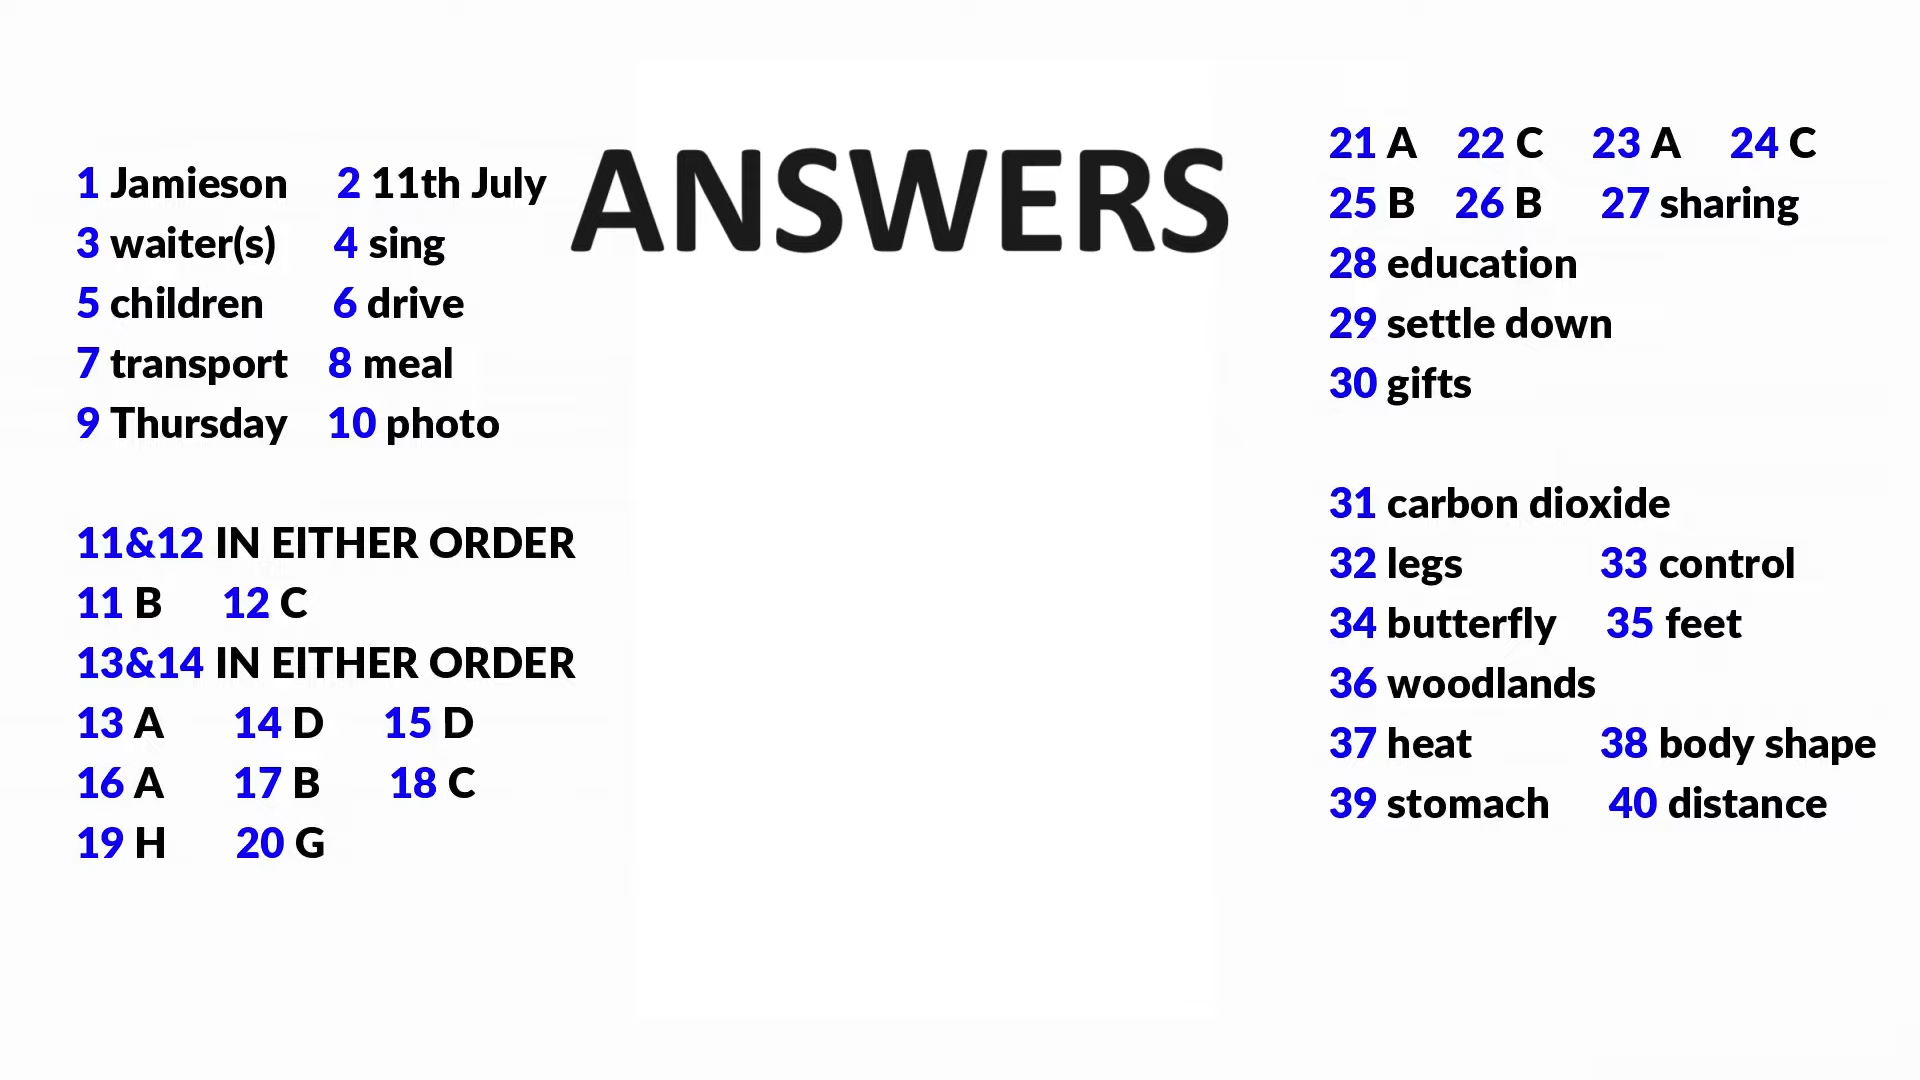 ANSWERS
1 Jamieson 2 11th July
3 waiter(s) 4 sing
5 children 6 drive
7 transport 8 meal
9 Thursday 10 photo
11&12 IN EITHER ORDER
11 B 12 C
13&14 IN EITHER ORDER
13 A 14 D 15 D
16 A 17 B 18 C
19 H 20 G
21 A 22 C 23 A 24 C
25 B 26 B 27 sharing
28 education
29 settle down
30 gifts
31 carbon dioxide
32 legs 33 control
34 butterfly 35 feet
36 woodlands
37 heat 38 body shape
39 stomach 40 distance